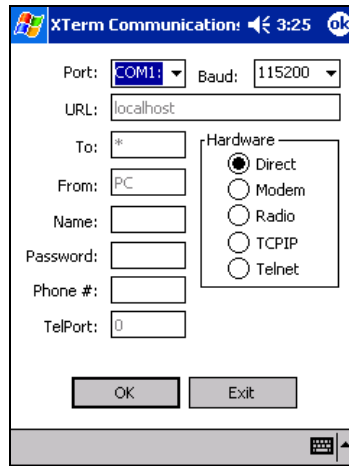 XTerm Communication: 3:25 ok
Port: COM1: Baud: 115200
URL: localhost
To: *
From: PC
Name:
Password:
Phone #:
TelPort: 0
Hardware
Direct
Modem
Radio
TCPIP
Telnet
OK Exit